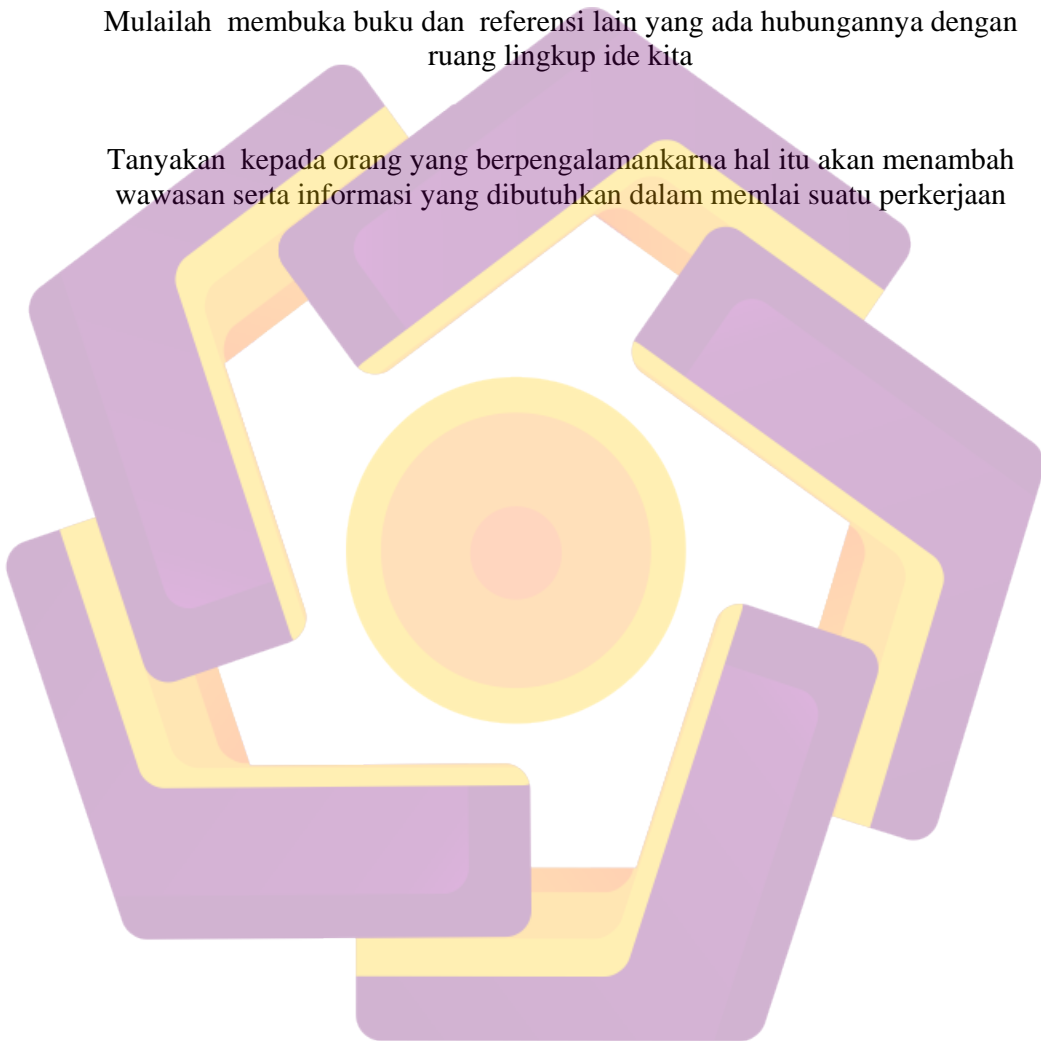 Mulailah  membuka buku dan  referensi lain yang ada hubungannya dengan
ruang lingkup ide kita
Tanyakan  kepada orang yang berpengalamankarna hal itu akan menambah
wawasan serta informasi yang dibutuhkan dalam memlai suatu perkerjaan